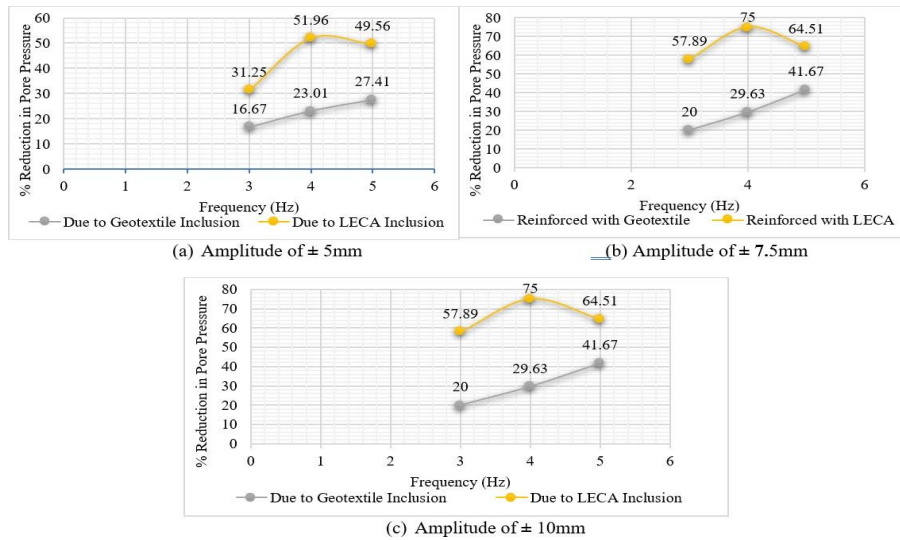 60
50
40
30
20
10
0
% Reduction in Pore Pressure
31.25
51.96
49.56
16.67
23.01
27.41
0 1 2 3 4 5 6
Frequency (Hz)
Due to Geotextile Inclusion Due to LECA Inclusion
(a) Amplitude of ± 5mm
80
70
60
50
40
30
20
10
0
% Reduction in Pore Pressure
57.89
75
64.51
20
29.63
41.67
0 2 4 6
Frequency (Hz)
Reinforced with Geotextile Reinforced with LECA
(b) Amplitude of ± 7.5mm
80
70
60
50
40
30
20
10
0
% Reduction in Pore Pressure
57.89
75
64.51
20
29.63
41.67
0 1 2 3 4 5 6
Frequency (Hz)
Due to Geotextile Inclusion Due to LECA Inclusion
(c) Amplitude of ± 10mm